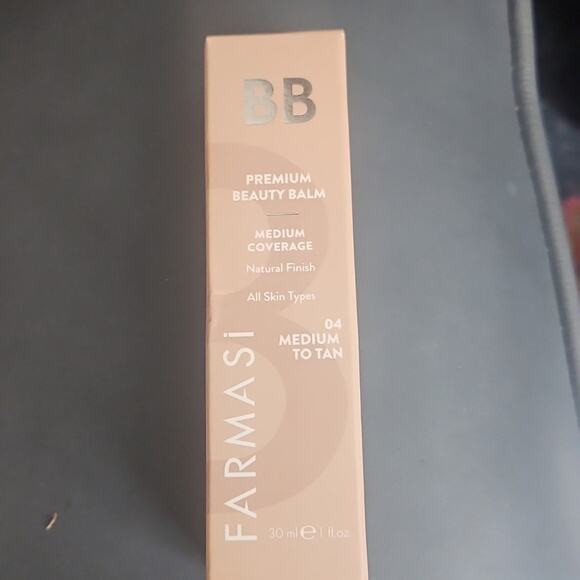 BB
PREMIUM
BEAUTY BALM
MEDIUM
COVERAGE
Natural Finish
All Skin Types
04
MEDIUM
TO TAN
FARMASi
30 ml ℮ 1 fl.oz.